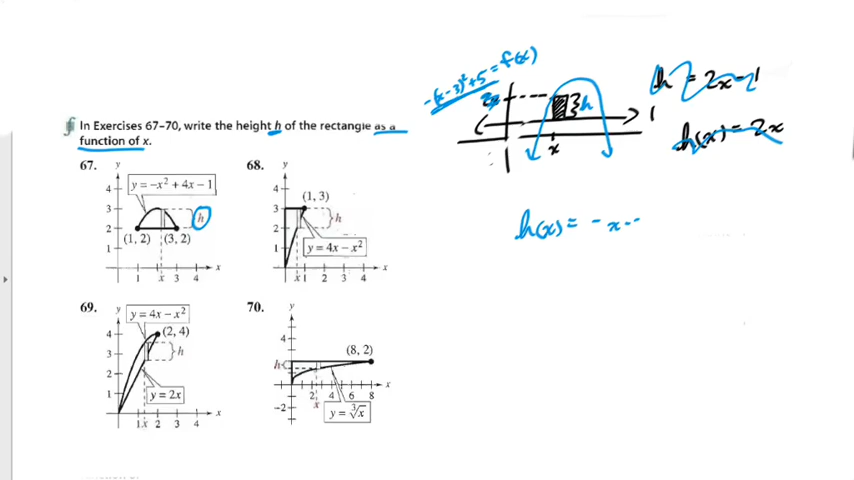 -(x-3)²+5 = f(x)
h = 2x-1
2x
h
1
x
h(x) = 2x
h(x) = -x-
In Exercises 67–70, write the height h of the rectangle as a
function of x.
67.
y
y = −x² + 4x − 1
4
3
2
1
h
(1, 2)
(3, 2)
1
x
3
4
x
68.
y
4
3
2
1
(1, 3)
h
y = 4x − x²
x
1
2
3
4
x
69.
y
y = 4x − x²
4
3
2
1
(2, 4)
h
y = 2x
1
x
2
3
4
x
70.
y
4
(8, 2)
h
x
2
4
6
8
−2
x
y = ∛x